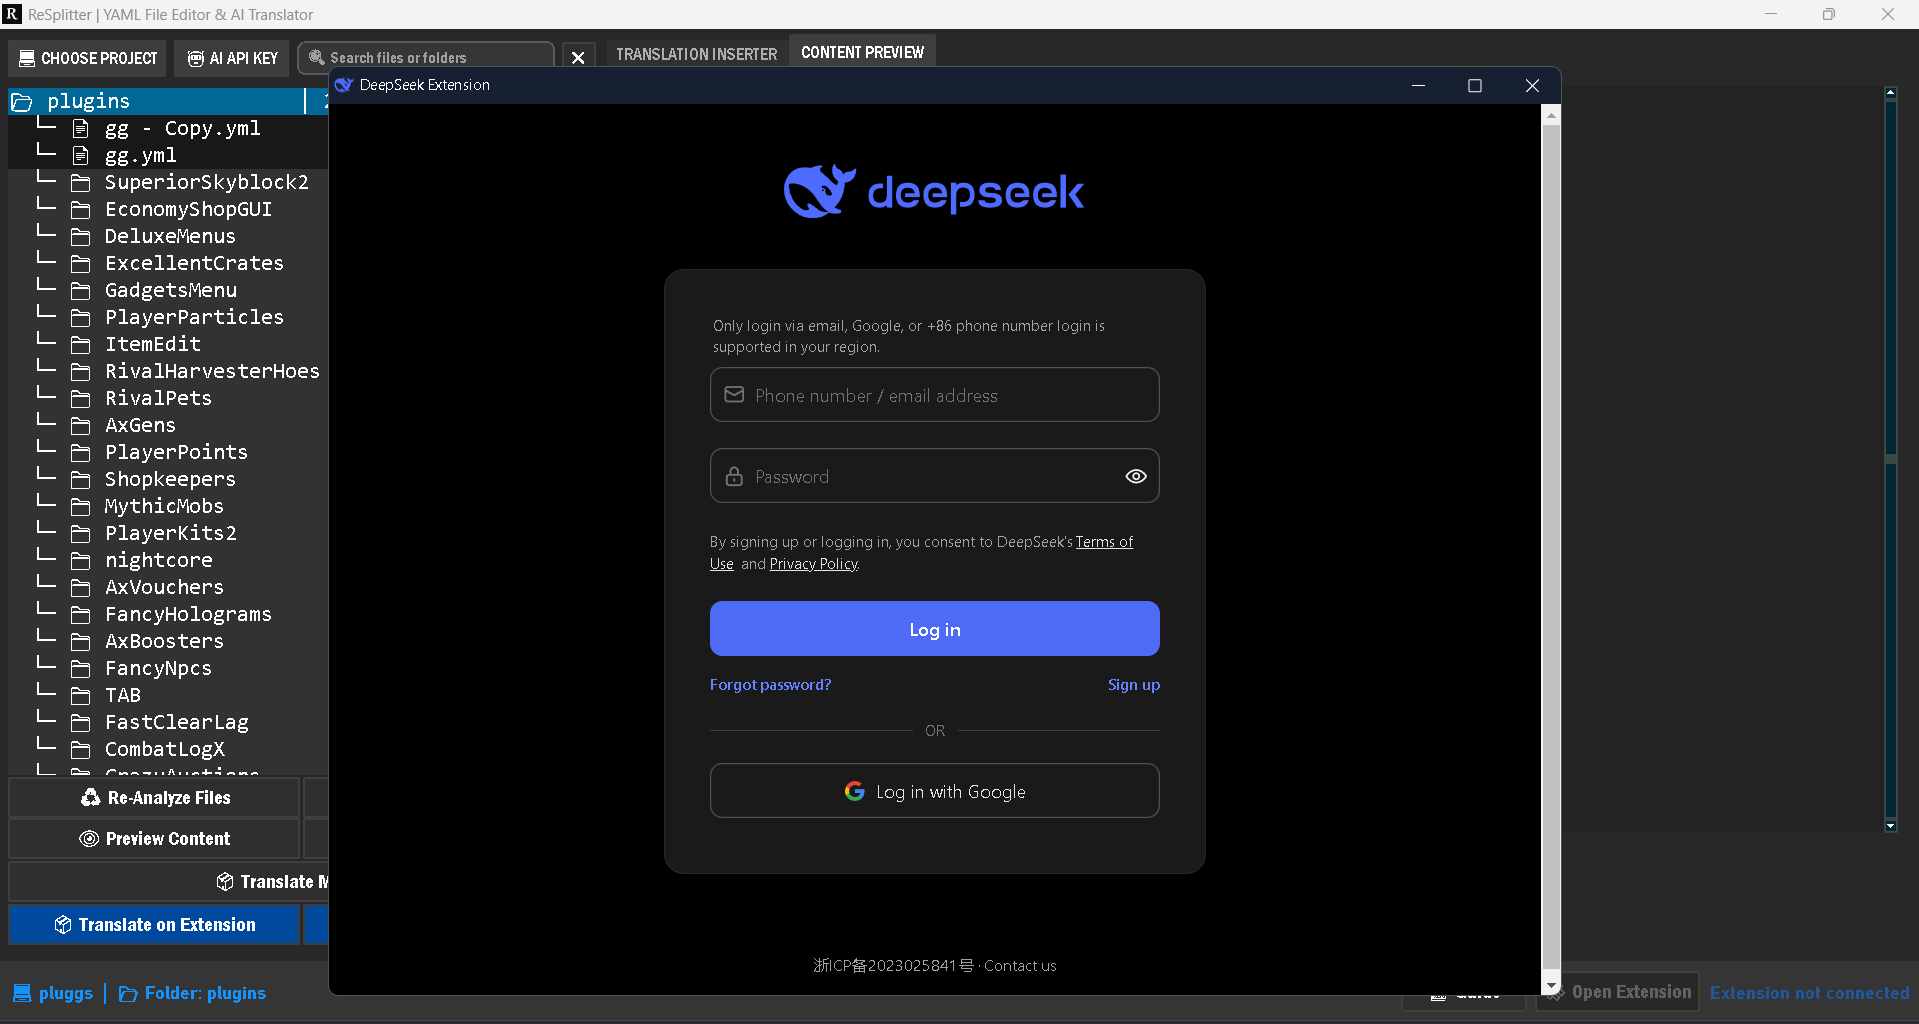 R ReSplitter | YAML File Editor & AI Translator
CHOOSE PROJECT
AI API KEY
Search files or folders
TRANSLATION INSERTER
CONTENT PREVIEW
plugins
gg - Copy.yml
gg.yml
SuperiorSkyblock2
EconomyShopGUI
DeluxeMenus
ExcellentCrates
GadgetsMenu
PlayerParticles
ItemEdit
RivalHarvesterHoes
RivalPets
AxGens
PlayerPoints
Shopkeepers
MythicMobs
PlayerKits2
nightcore
AxVouchers
FancyHolograms
AxBoosters
FancyNpcs
TAB
FastClearLag
CombatLogX
Re-Analyze Files
Preview Content
Translate
Translate on Extension
pluggs | Folder: plugins
DeepSeek Extension
deepseek
Only login via email, Google, or +86 phone number login is
supported in your region.
Phone number / email address
Password
By signing up or logging in, you consent to DeepSeek's Terms of
Use and Privacy Policy.
Log in
Forgot password?
Sign up
OR
Log in with Google
浙ICP备2023025841号 · Contact us
Open Extension
Extension not connected